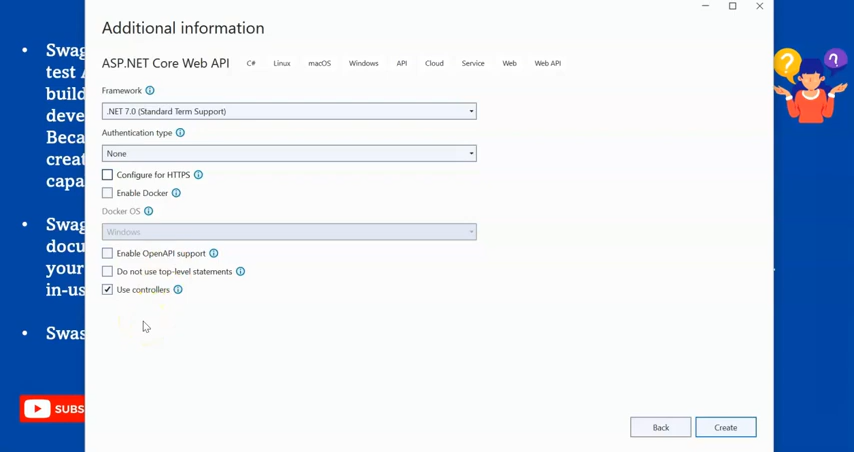 Additional information
ASP.NET Core Web API C# Linux macOS Windows API Cloud Service Web Web API
Framework
.NET 7.0 (Standard Term Support)
Authentication type
None
Configure for HTTPS
Enable Docker
Docker OS
Windows
Enable OpenAPI support
Do not use top-level statements
Use controllers
Back Create
• Swag
test A
build
deve
Beca
creat
capa
• Swag
docu
your
in-us
• Swas
SUBS
? ?